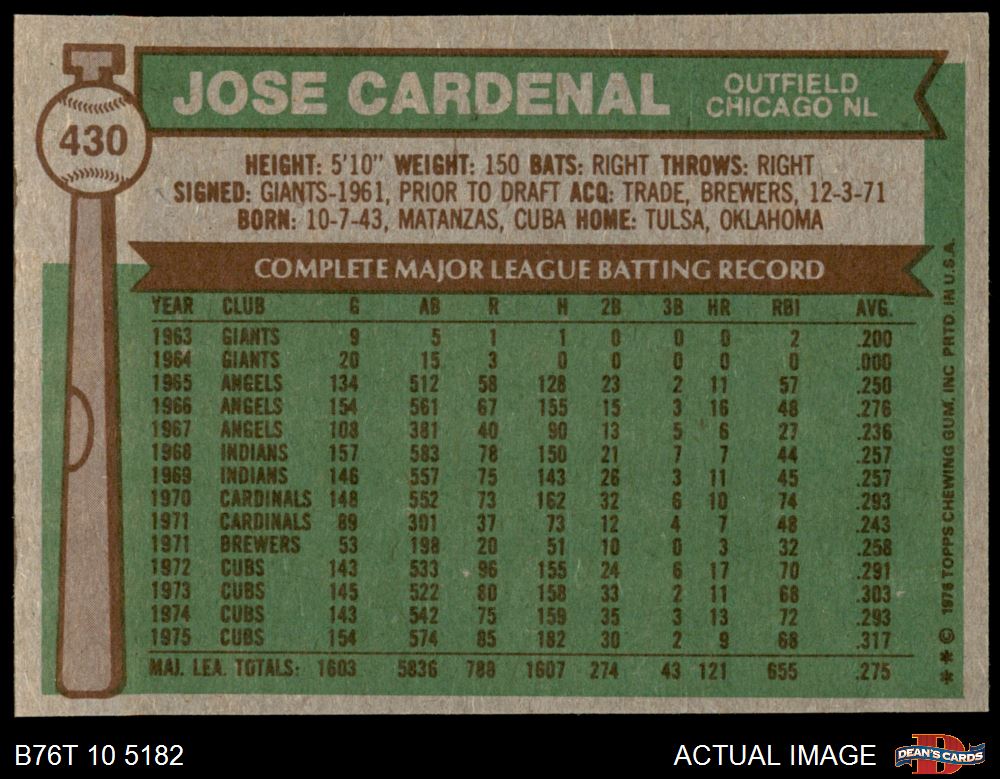 430
JOSE CARDENAL
OUTFIELD
CHICAGO NL
HEIGHT: 5'10" WEIGHT: 150 BATS: RIGHT THROWS: RIGHT
SIGNED: GIANTS-1961, PRIOR TO DRAFT ACQ: TRADE, BREWERS, 12-3-71
BORN: 10-7-43, MATANZAS, CUBA HOME: TULSA, OKLAHOMA
COMPLETE MAJOR LEAGUE BATTING RECORD
YEAR CLUB G AB R H 2B 3B HR RBI AVG.
1963 GIANTS 9 5 1 1 0 0 0 2 .200
1964 GIANTS 20 15 3 0 0 0 0 0 .000
1965 ANGELS 134 512 58 128 23 2 11 57 .250
1966 ANGELS 154 561 67 155 15 3 16 48 .276
1967 ANGELS 108 381 40 90 13 5 6 27 .236
1968 INDIANS 157 583 78 150 21 7 7 44 .257
1969 INDIANS 146 557 75 143 26 3 11 45 .257
1970 CARDINALS 148 552 73 162 32 6 10 74 .293
1971 CARDINALS 89 301 37 73 12 4 7 48 .243
1971 BREWERS 53 198 20 51 10 0 3 32 .258
1972 CUBS 143 533 96 155 24 6 17 70 .291
1973 CUBS 145 522 80 158 33 2 11 68 .303
1974 CUBS 143 542 75 159 35 3 13 72 .293
1975 CUBS 154 574 85 182 30 2 9 68 .317
MAJ. LEA. TOTALS: 1603 5836 788 1607 274 43 121 655 .275
** © 1976 TOPPS CHEWING GUM, INC. PRTD. IN U.S.A.
B76T 10 5182
ACTUAL IMAGE
DEAN'S CARDS